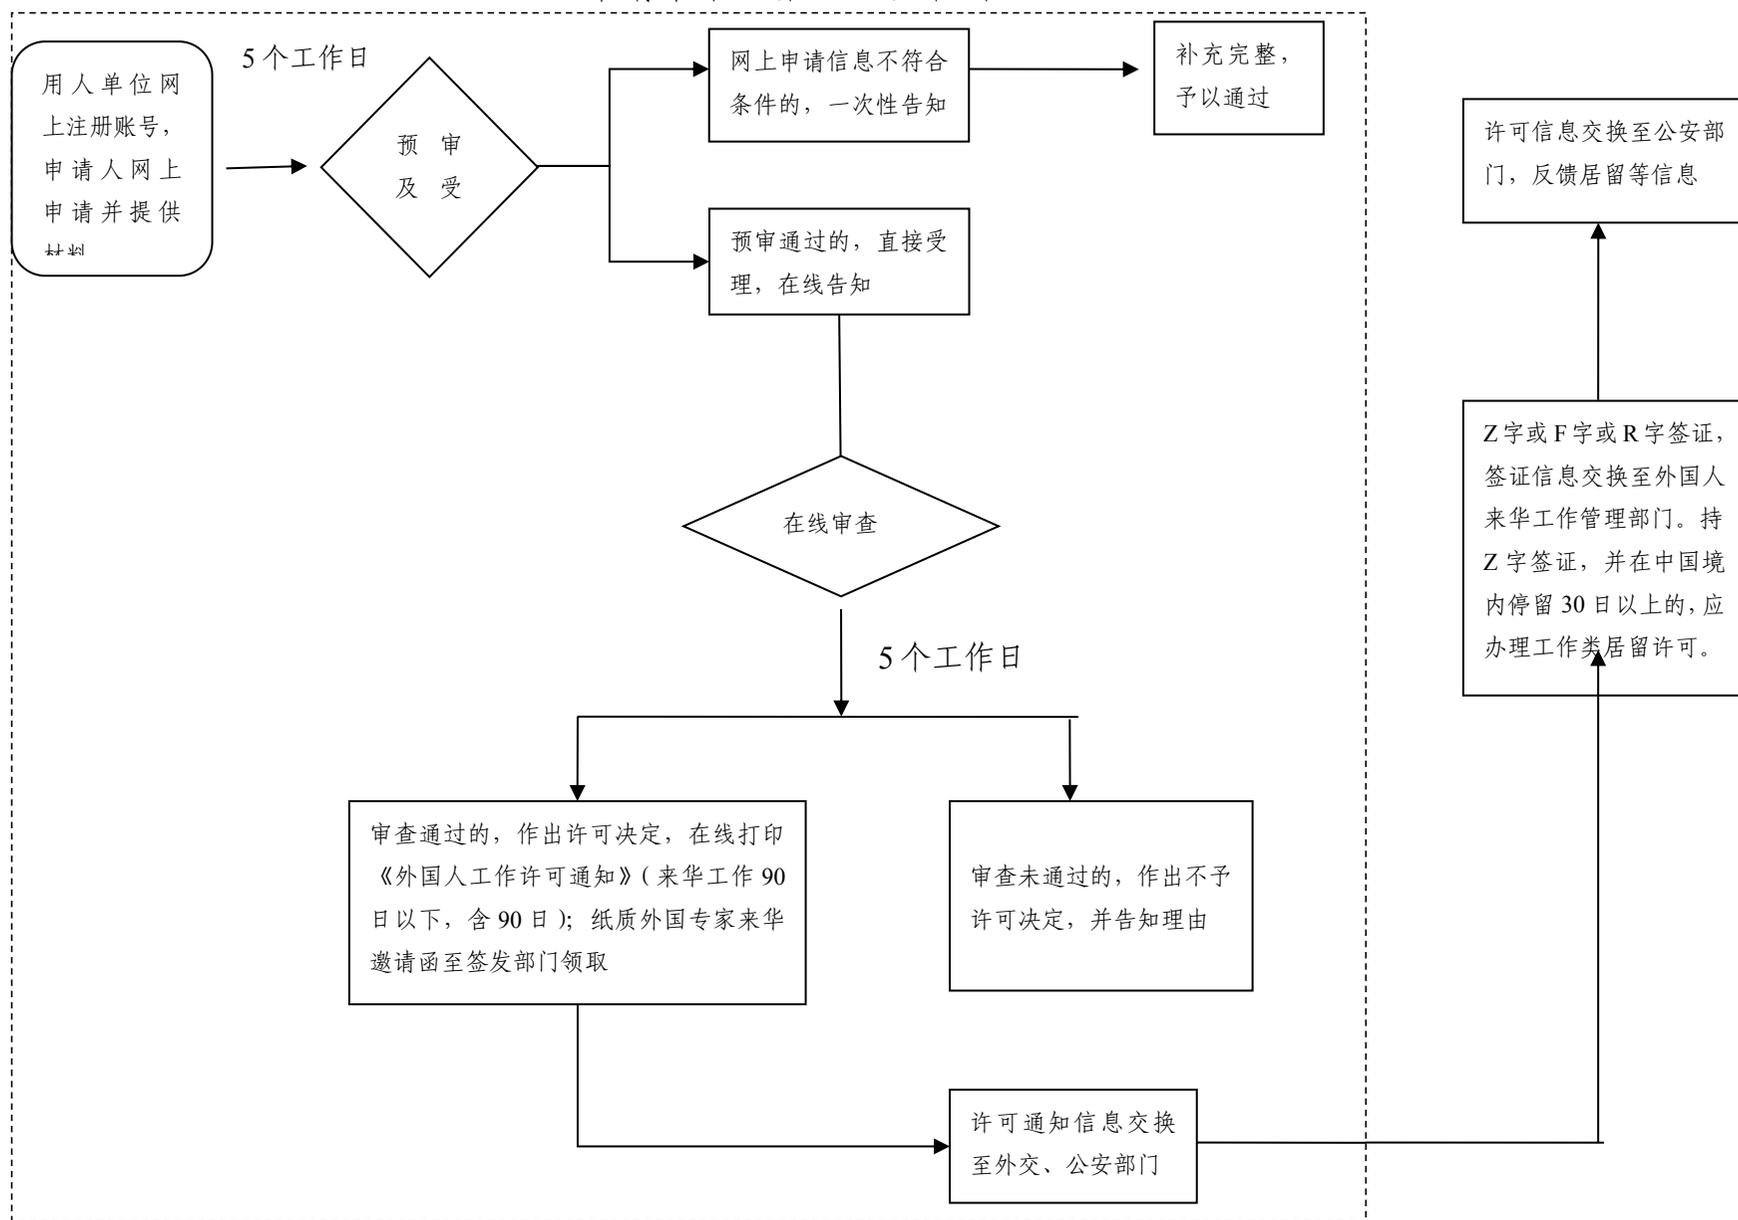 5 个工作日
用人单位网
上注册账号，
申请人网上
申请并提供
材料
预 审
及 受
网上申请信息不符合
条件的，一次性告知
补充完整，
予以通过
预审通过的，直接受
理，在线告知
在线审查
5 个工作日
审查通过的，作出许可决定，在线打印
《外国人工作许可通知》（来华工作 90
日以下，含 90 日）；纸质外国专家来华
邀请函至签发部门领取
审查未通过的，作出不予
许可决定，并告知理由
许可通知信息交换
至外交、公安部门
许可信息交换至公安部
门，反馈居留等信息
Z 字或 F 字或 R 字签证，
签证信息交换至外国人
来华工作管理部门。持
Z 字签证，并在中国境
内停留 30 日以上的，应
办理工作类居留许可。